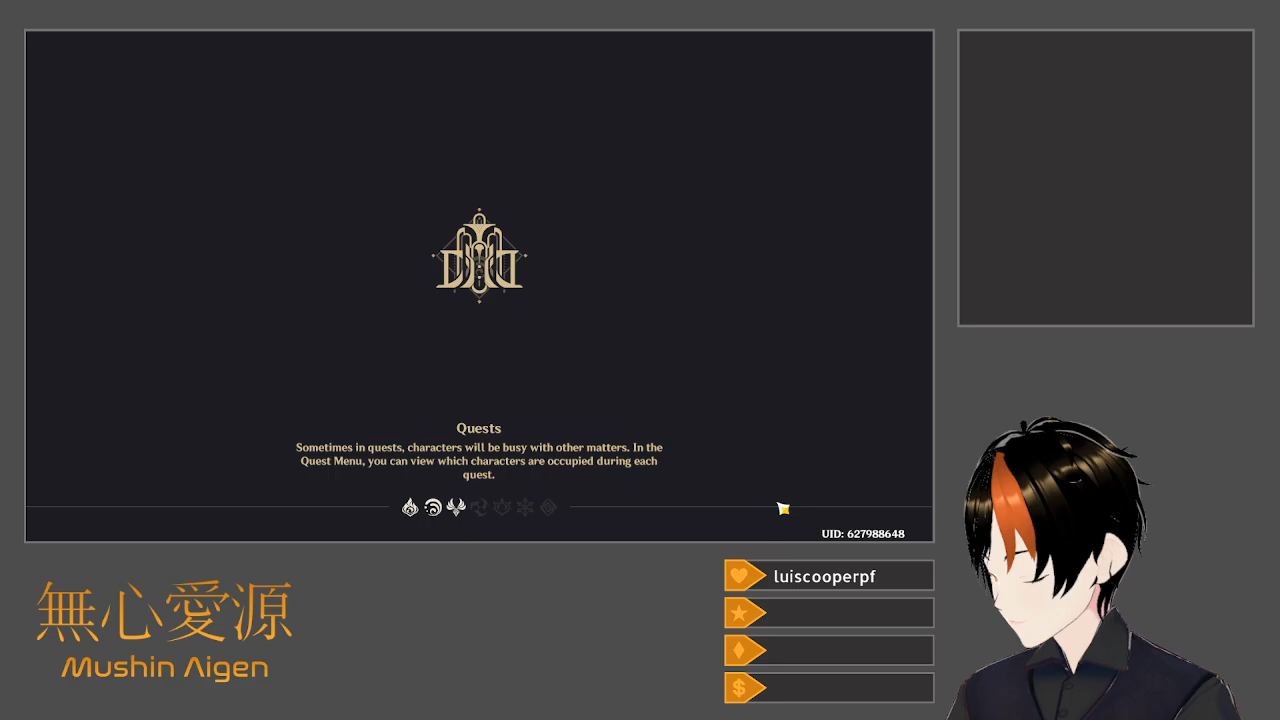 Quests
Sometimes in quests, characters will be busy with other matters. In the
Quest Menu, you can view which characters are occupied during each
quest.
UID: 627988648
luiscooperpf
無心愛源
Mushin Aigen